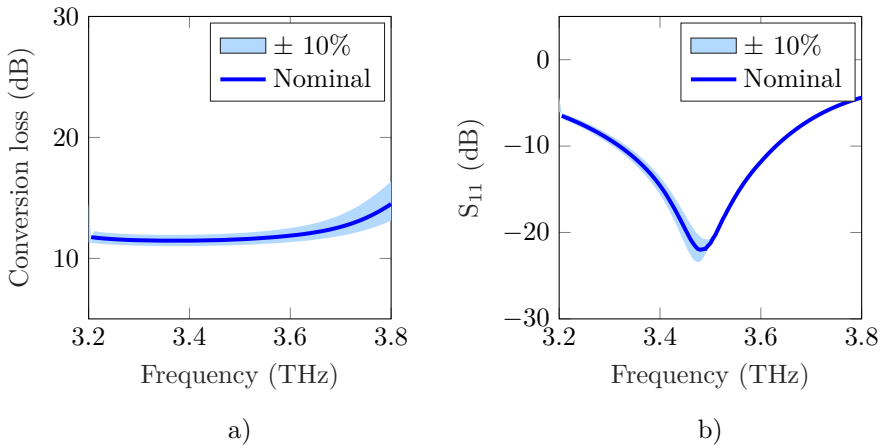 30
20
10
3.2
3.4
3.6
3.8
Conversion loss (dB)
Frequency (THz)
± 10%
Nominal
a)
0
−10
−20
−30
3.2
3.4
3.6
3.8
S11 (dB)
Frequency (THz)
± 10%
Nominal
b)